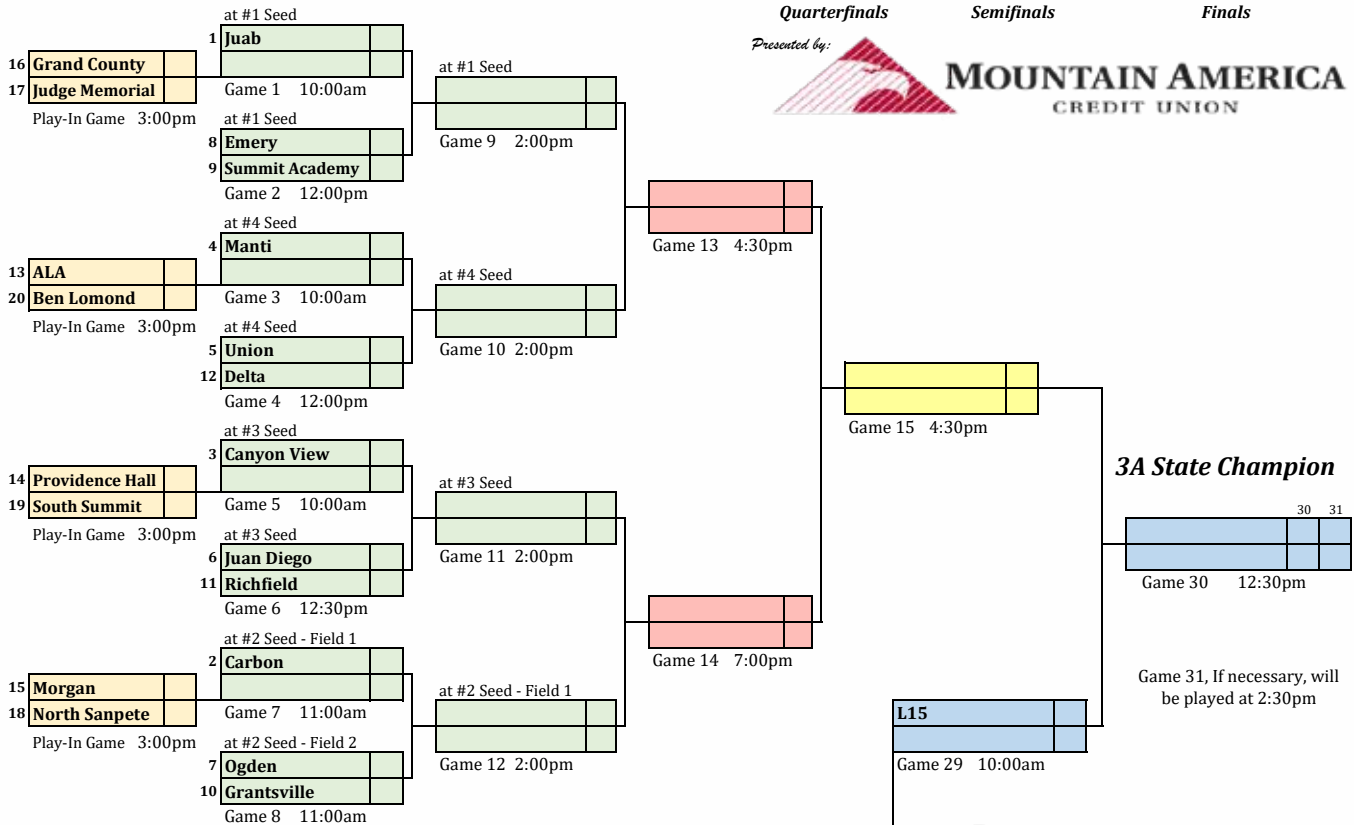 Quarterfinals Semifinals Finals
Presented by:
MOUNTAIN AMERICA
CREDIT UNION
at #1 Seed
1 Juab
16 Grand County
17 Judge Memorial
Play-In Game 3:00pm
Game 1 10:00am
at #1 Seed
8 Emery
9 Summit Academy
Game 2 12:00pm
at #1 Seed
Game 9 2:00pm
at #4 Seed
4 Manti
13 ALA
20 Ben Lomond
Play-In Game 3:00pm
Game 3 10:00am
at #4 Seed
5 Union
12 Delta
Game 4 12:00pm
at #4 Seed
Game 10 2:00pm
Game 13 4:30pm
at #3 Seed
3 Canyon View
14 Providence Hall
19 South Summit
Play-In Game 3:00pm
Game 5 10:00am
at #3 Seed
6 Juan Diego
11 Richfield
Game 6 12:30pm
at #3 Seed
Game 11 2:00pm
at #2 Seed - Field 1
2 Carbon
15 Morgan
18 North Sanpete
Play-In Game 3:00pm
Game 7 11:00am
at #2 Seed - Field 2
7 Ogden
10 Grantsville
Game 8 11:00am
at #2 Seed - Field 1
Game 12 2:00pm
Game 14 7:00pm
Game 15 4:30pm
3A State Champion
30 31
Game 30 12:30pm
Game 31, If necessary, will
be played at 2:30pm
L15
Game 29 10:00am